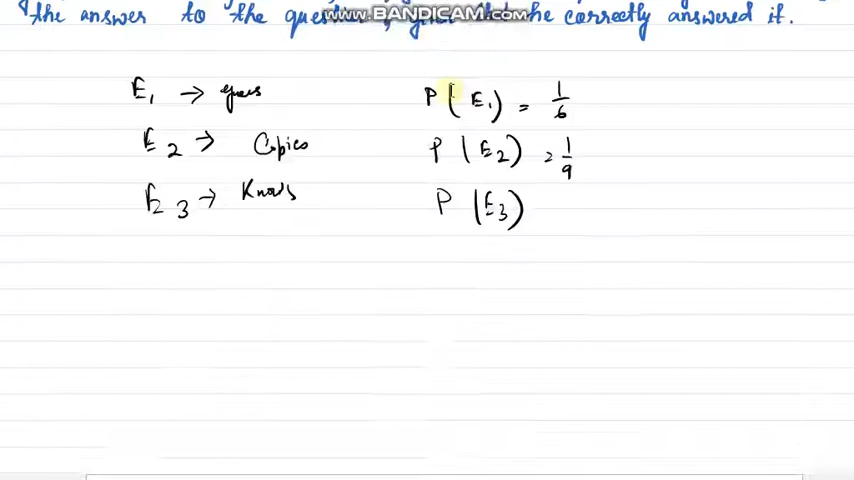 the answer to the question, given that he correctly answered it.
www.BANDICAM.com
E1 → guess P(E1) = 1/6
E2 → Copies P(E2) = 1/9
E3 → Knows P(E3)